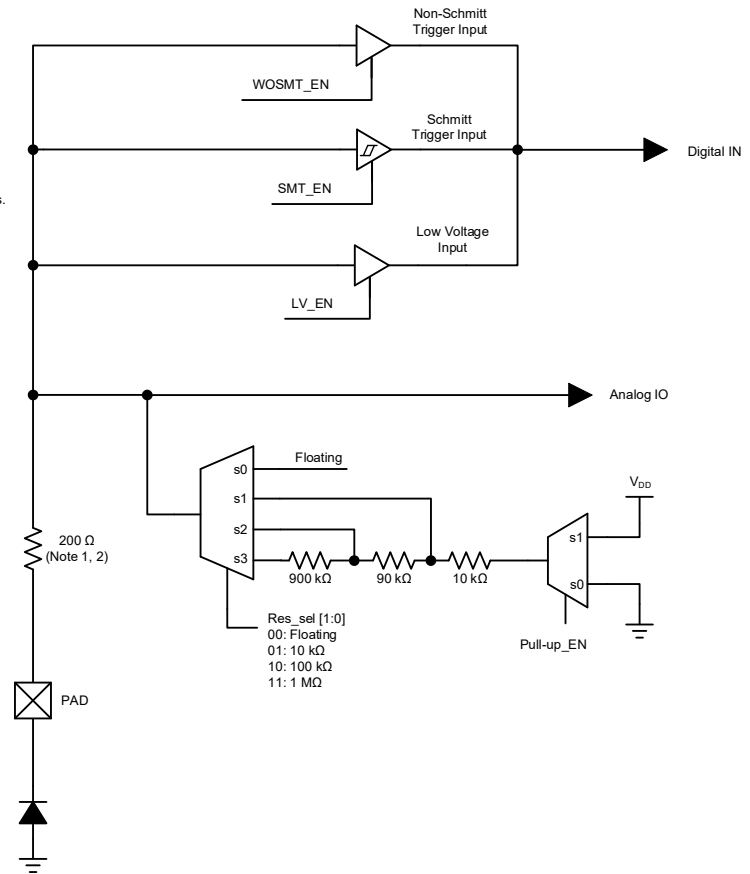 Non-Schmitt
Trigger Input
WOSMT_EN
Schmitt
Trigger Input
Digital IN
SMT_EN
s.
Low Voltage
Input
LV_EN
Analog IO
Floating
s0
s1
s2
s3
VDD
s1
s0
200 Ω
(Note 1, 2)
900 kΩ
90 kΩ
10 kΩ
Res_sel [1:0]
00: Floating
01: 10 kΩ
10: 100 kΩ
11: 1 MΩ
Pull-up_EN
PAD